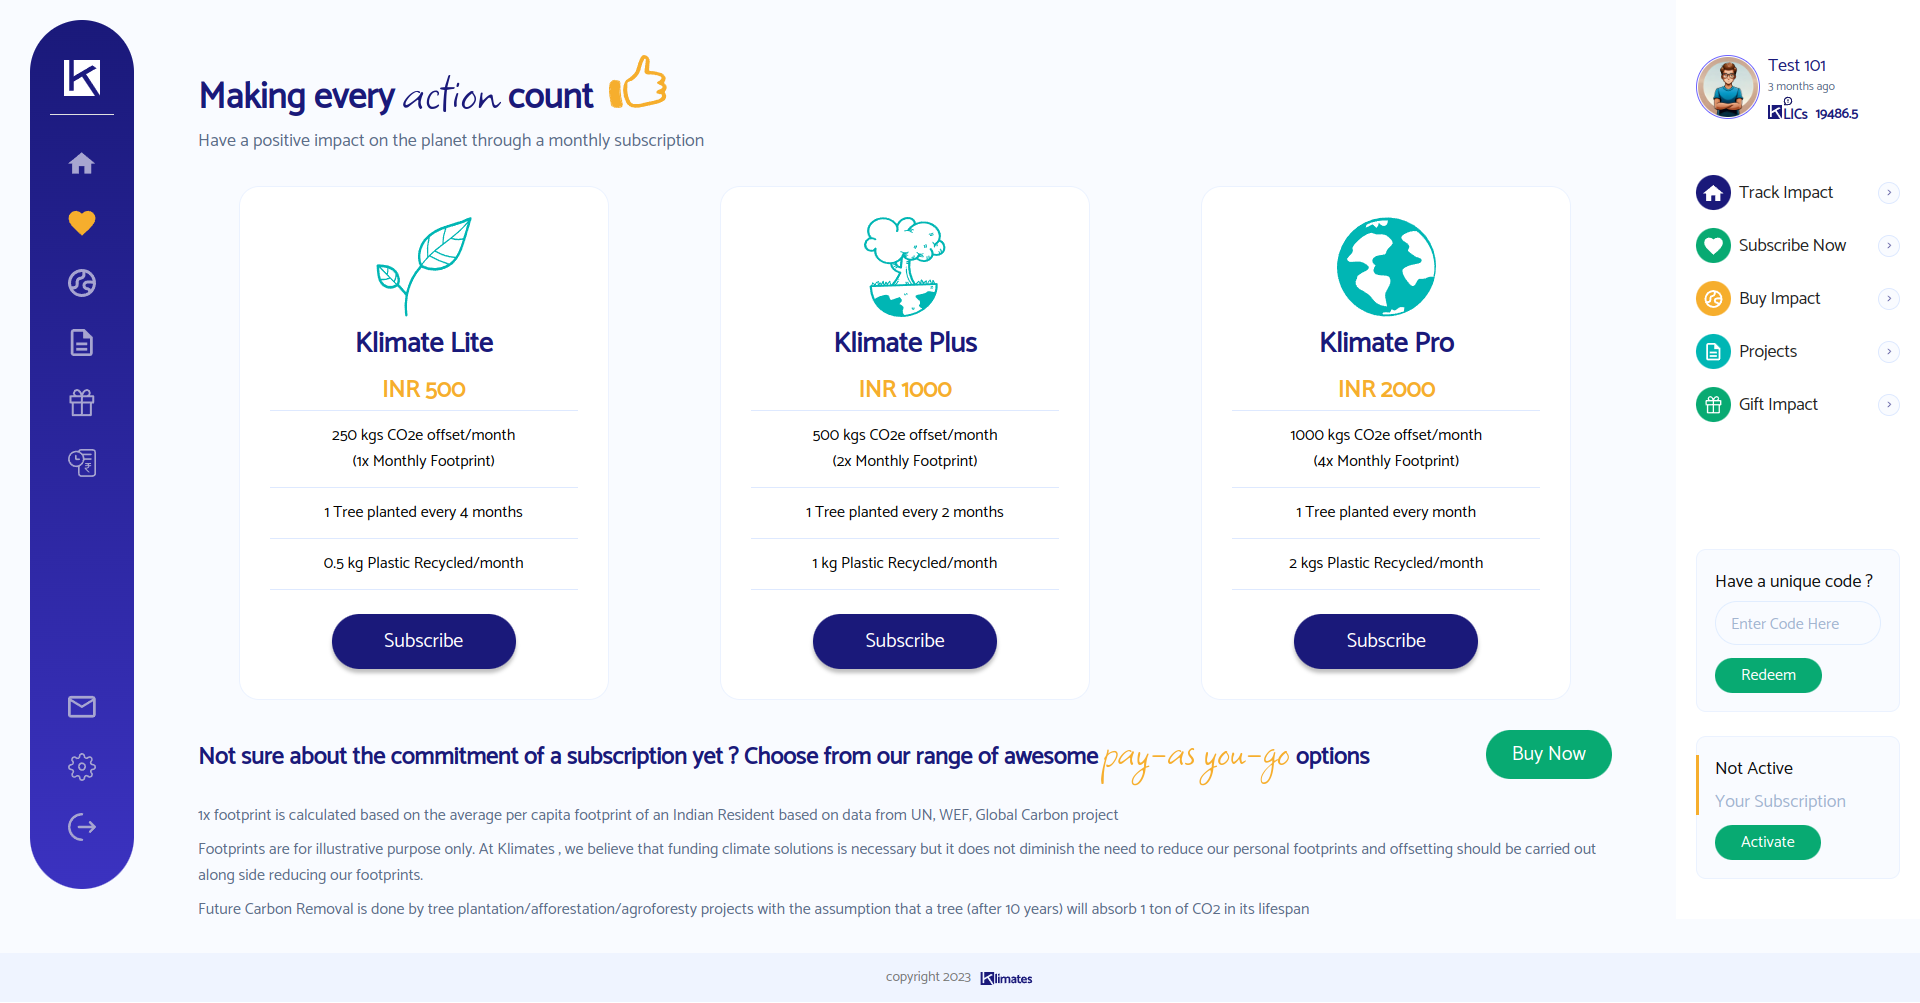 K
Making every action count
Have a positive impact on the planet through a monthly subscription
Klimate Lite
INR 500
250 kgs CO2e offset/month
(1x Monthly Footprint)
1 Tree planted every 4 months
0.5 kg Plastic Recycled/month
Subscribe
Klimate Plus
INR 1000
500 kgs CO2e offset/month
(2x Monthly Footprint)
1 Tree planted every 2 months
1 kg Plastic Recycled/month
Subscribe
Klimate Pro
INR 2000
1000 kgs CO2e offset/month
(4x Monthly Footprint)
1 Tree planted every month
2 kgs Plastic Recycled/month
Subscribe
Not sure about the commitment of a subscription yet ? Choose from our range of awesome pay-as you-go options
Buy Now
1x footprint is calculated based on the average per capita footprint of an Indian Resident based on data from UN, WEF, Global Carbon project
Footprints are for illustrative purpose only. At Klimates , we believe that funding climate solutions is necessary but it does not diminish the need to reduce our personal footprints and offsetting should be carried out
along side reducing our footprints.
Future Carbon Removal is done by tree plantation/afforestation/agroforesty projects with the assumption that a tree (after 10 years) will absorb 1 ton of CO2 in its lifespan
Test 101
3 months ago
KLICs 19486.5
Track Impact
Subscribe Now
Buy Impact
Projects
Gift Impact
Have a unique code ?
Enter Code Here
Redeem
Not Active
Your Subscription
Activate
copyright 2023 Klimates